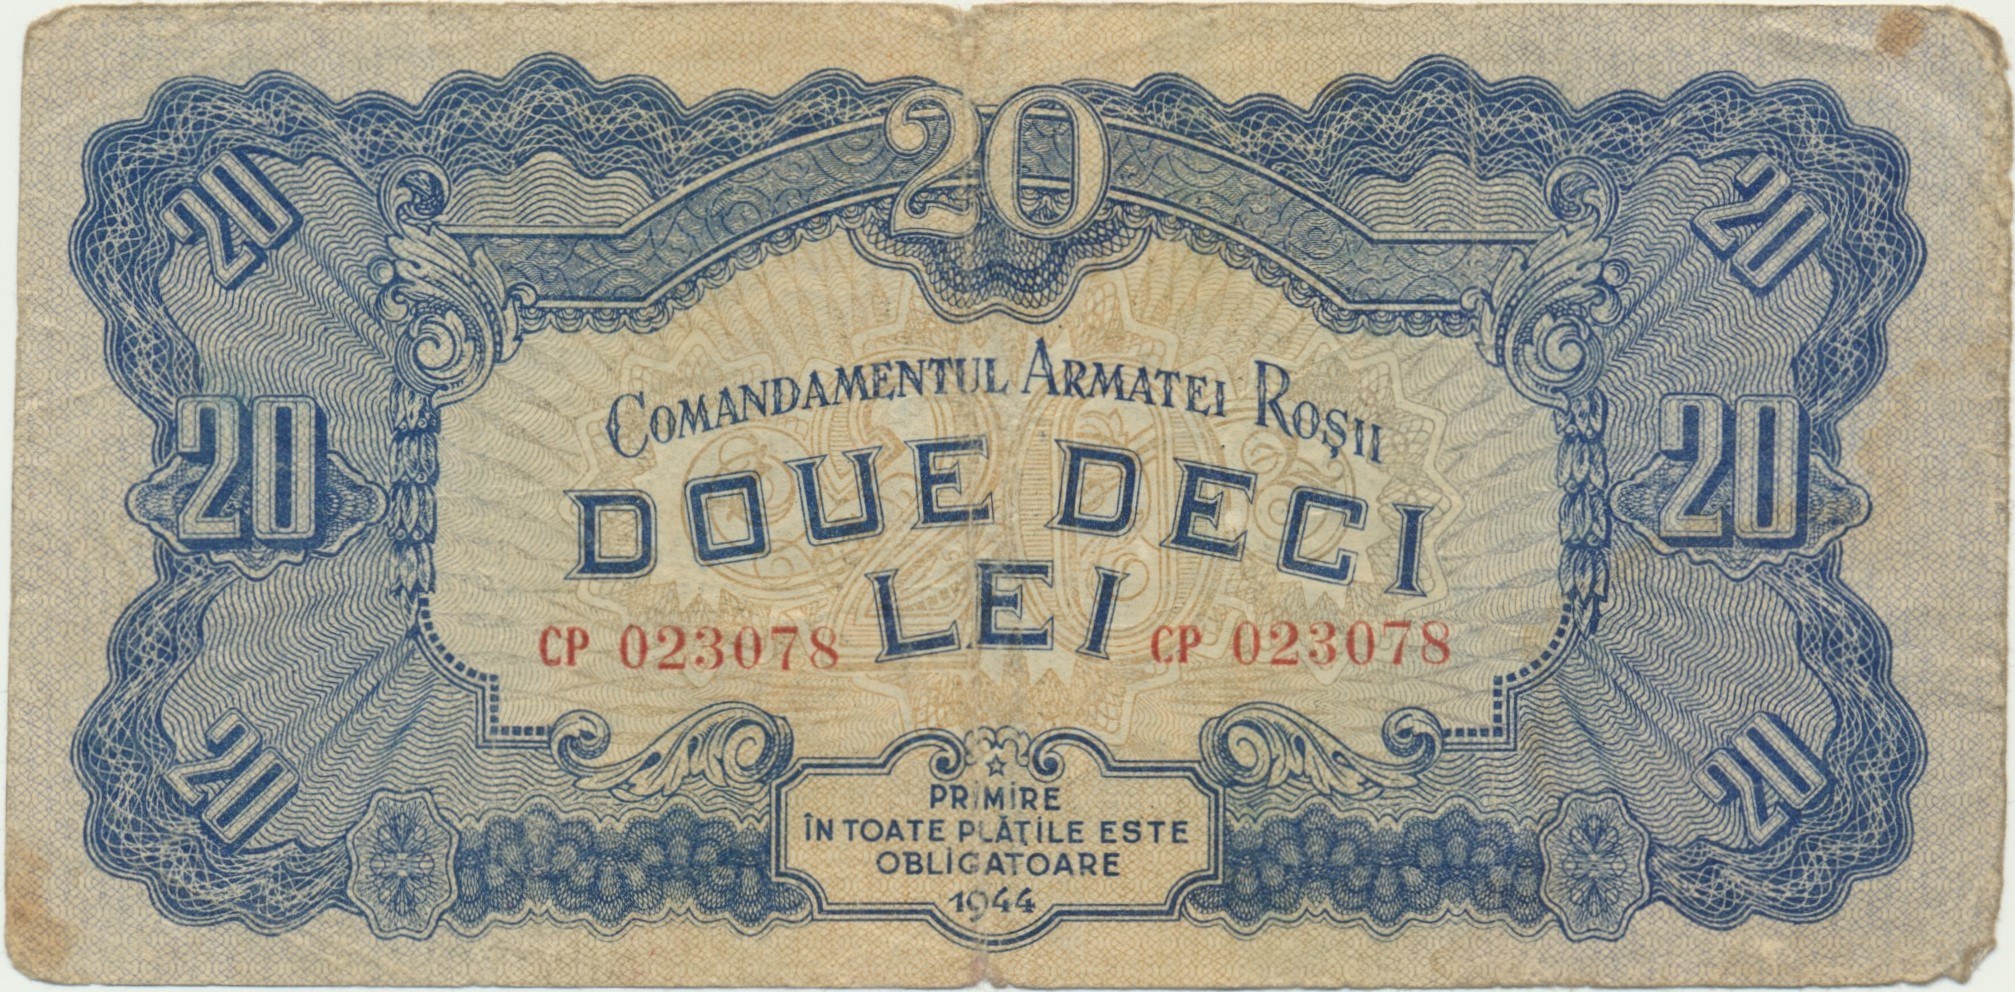 20
20 20
COMANDAMENTUL ARMATEI ROȘII
20 DOUE DECI 20
LEI
CP 023078 CP 023078
20 20
PRIMIRE
ÎN TOATE PLĂȚILE ESTE
OBLIGATOARE
1944